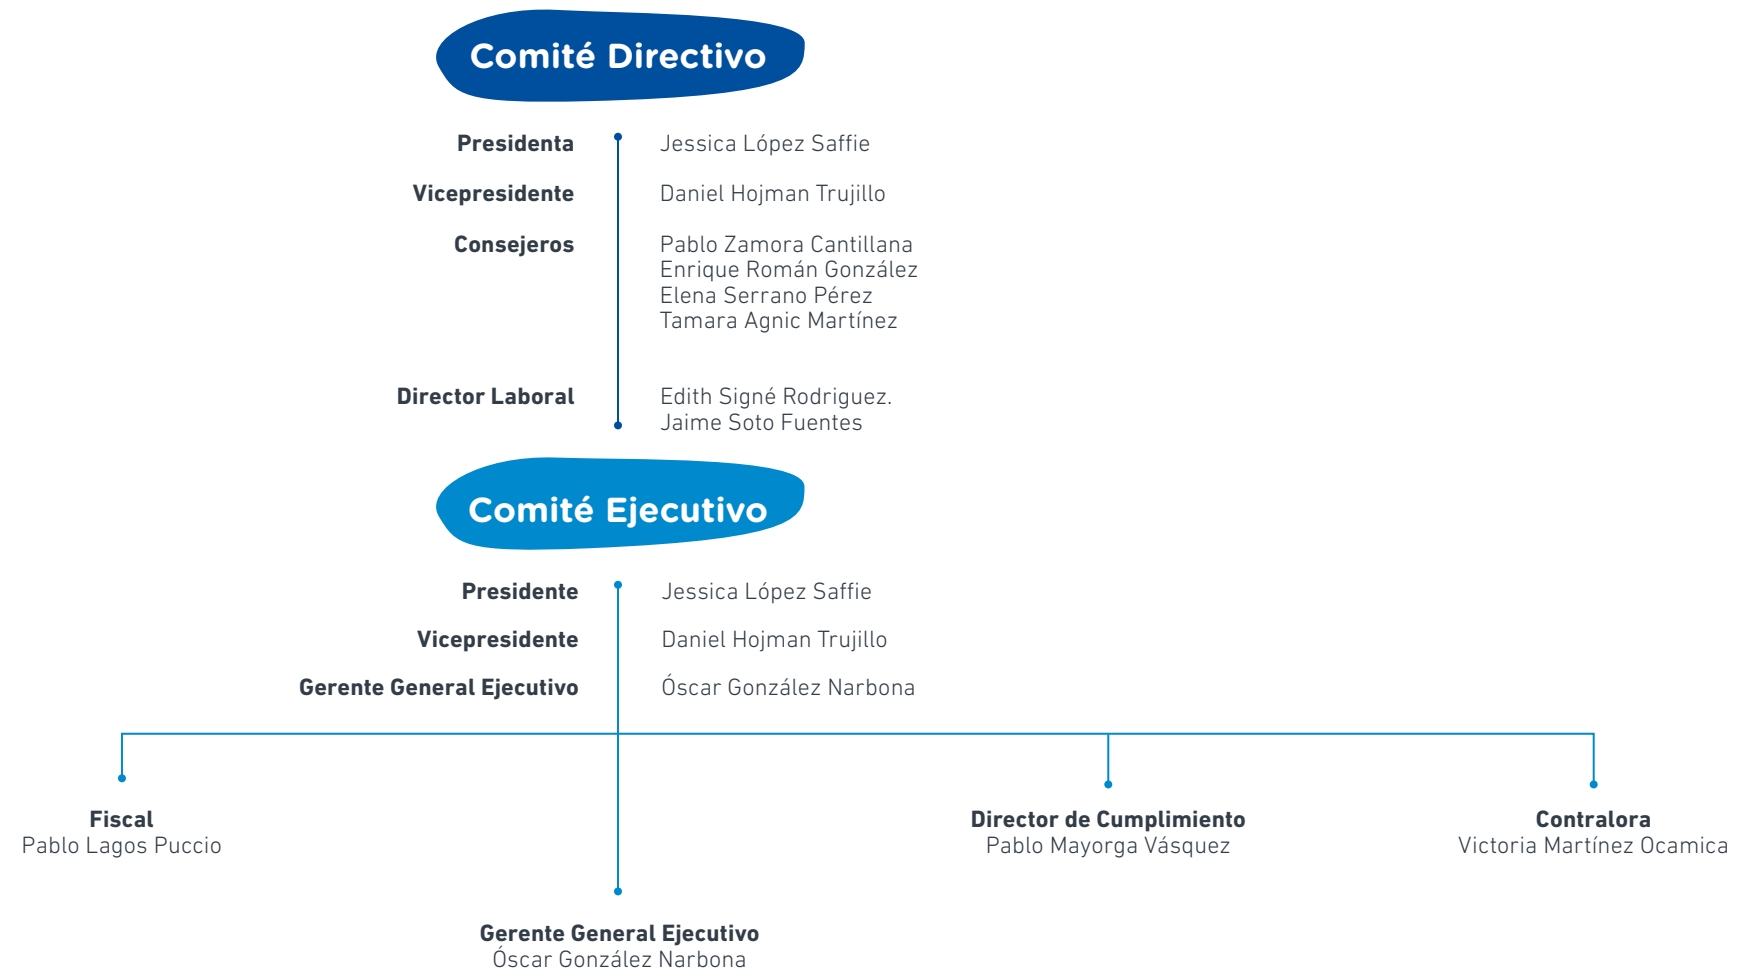 Comité Directivo
Presidenta Jessica López Saffie
Vicepresidente Daniel Hojman Trujillo
Consejeros Pablo Zamora Cantillana
Enrique Román González
Elena Serrano Pérez
Tamara Agnic Martínez
Director Laboral Edith Signé Rodriguez.
Jaime Soto Fuentes
Comité Ejecutivo
Presidente Jessica López Saffie
Vicepresidente Daniel Hojman Trujillo
Gerente General Ejecutivo Óscar González Narbona
Fiscal
Pablo Lagos Puccio
Director de Cumplimiento
Pablo Mayorga Vásquez
Contralora
Victoria Martínez Ocamica
Gerente General Ejecutivo
Óscar González Narbona